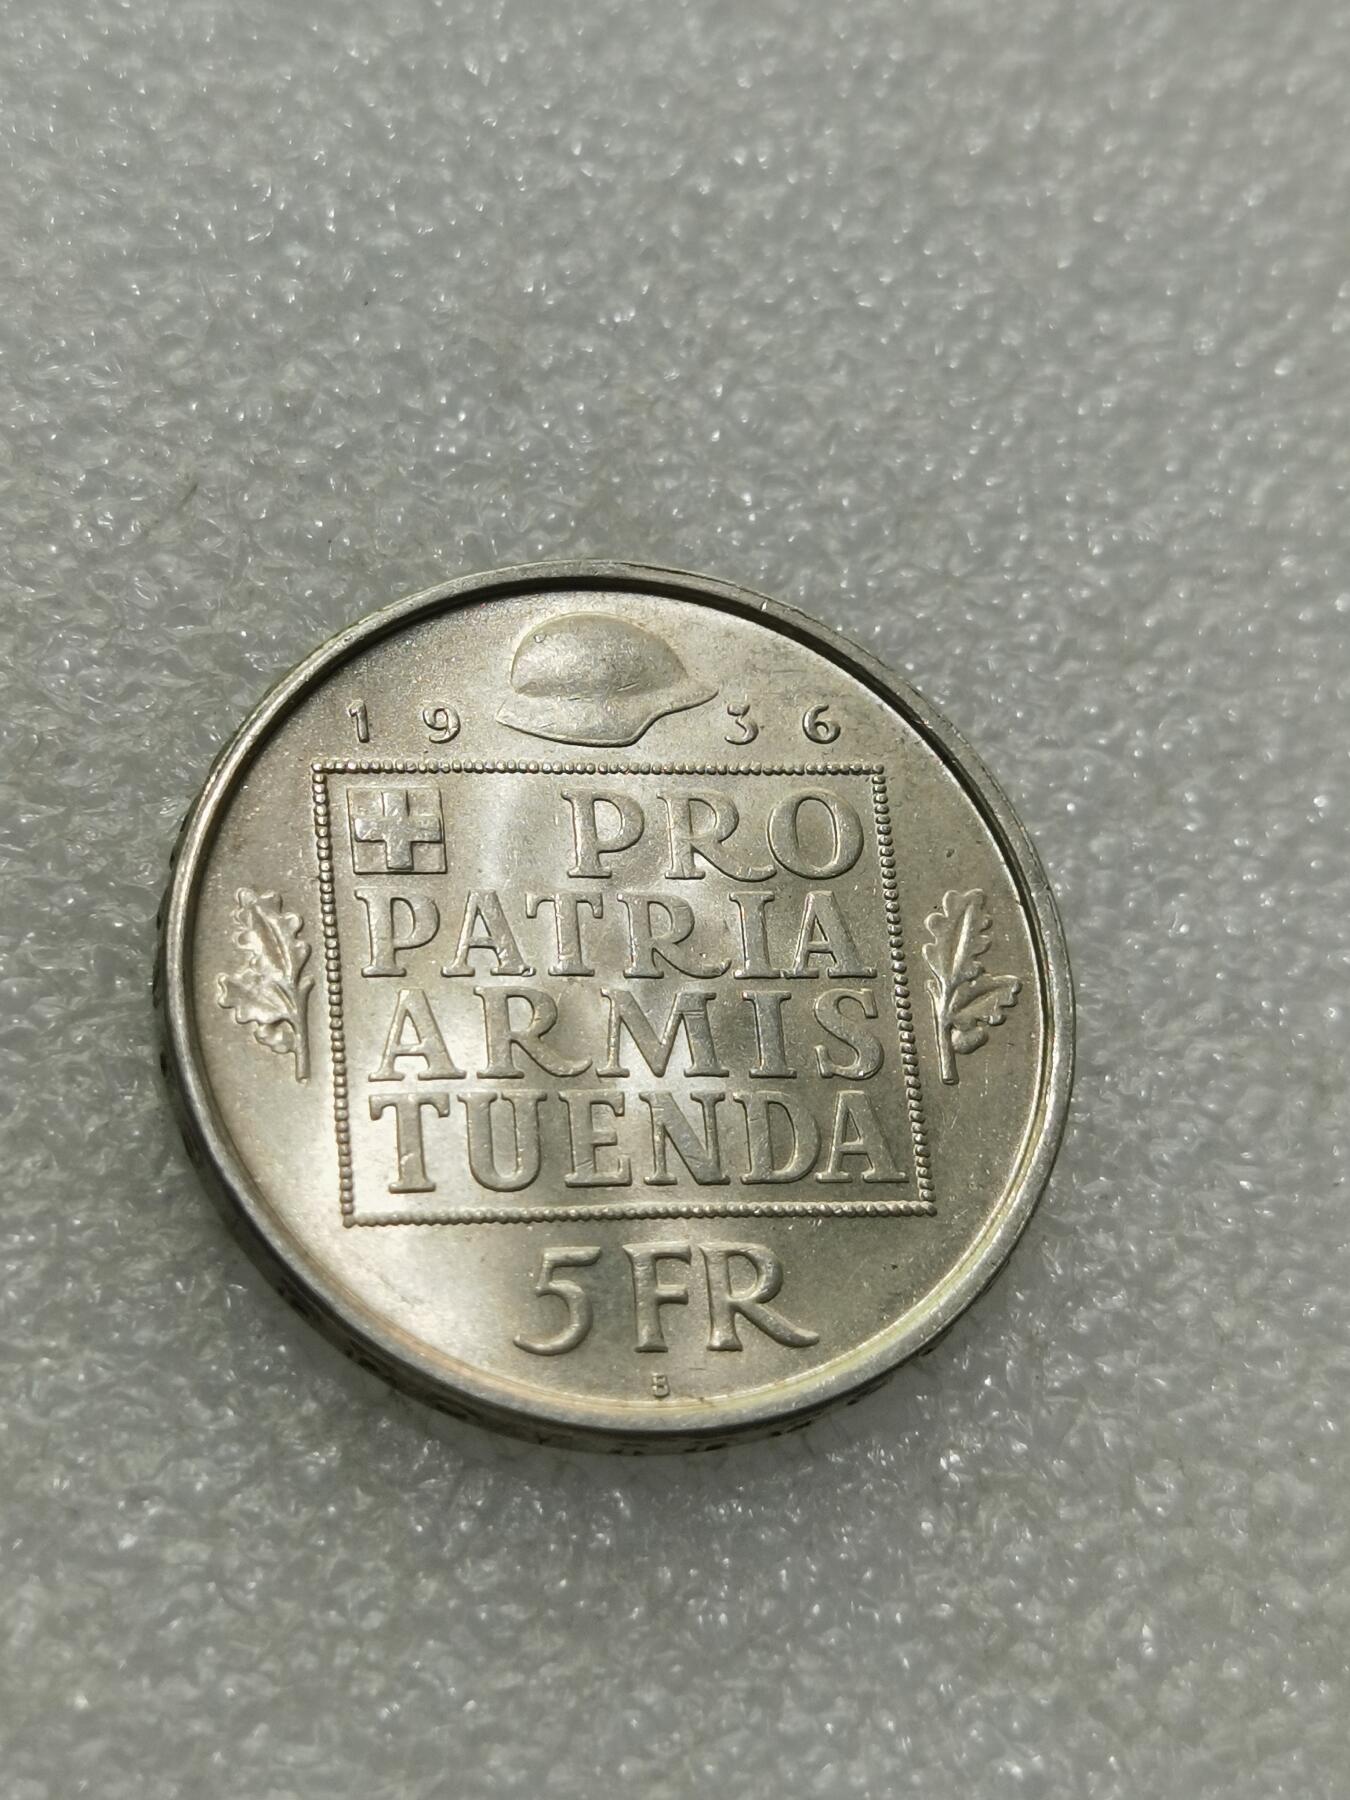 1936
PRO
PATRIA
ARMIS
TUENDA
5 FR
B